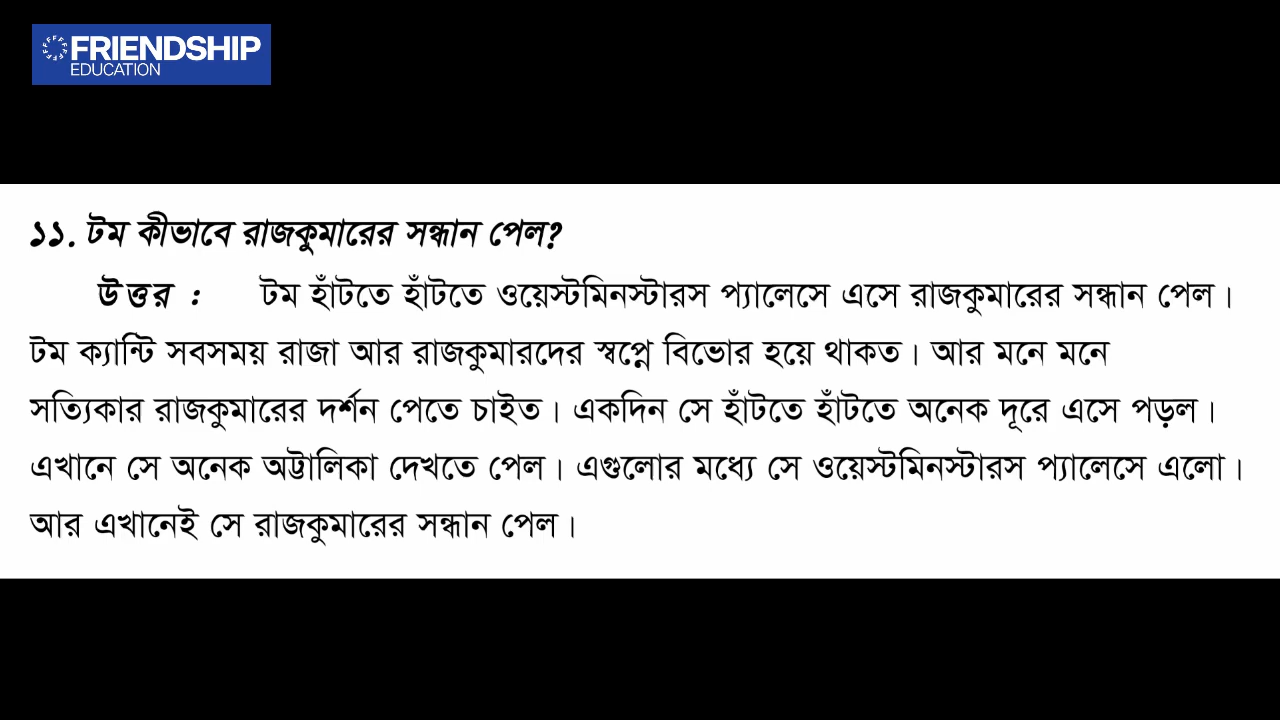 FRIENDSHIP
EDUCATION
১১. টম কীভাবে রাজকুমারের সন্ধান পেল?
উত্তর : টম হাঁটতে হাঁটতে ওয়েস্টমিনস্টারস প্যালেসে এসে রাজকুমারের সন্ধান পেল।
টম ক্যান্টি সবসময় রাজা আর রাজকুমারদের স্বপ্নে বিভোর হয়ে থাকত। আর মনে মনে
সত্যিকার রাজকুমারের দর্শন পেতে চাইত। একদিন সে হাঁটতে হাঁটতে অনেক দূরে এসে পড়ল।
এখানে সে অনেক অট্টালিকা দেখতে পেল। এগুলোর মধ্যে সে ওয়েস্টমিনস্টারস প্যালেসে এলো।
আর এখানেই সে রাজকুমারের সন্ধান পেল।